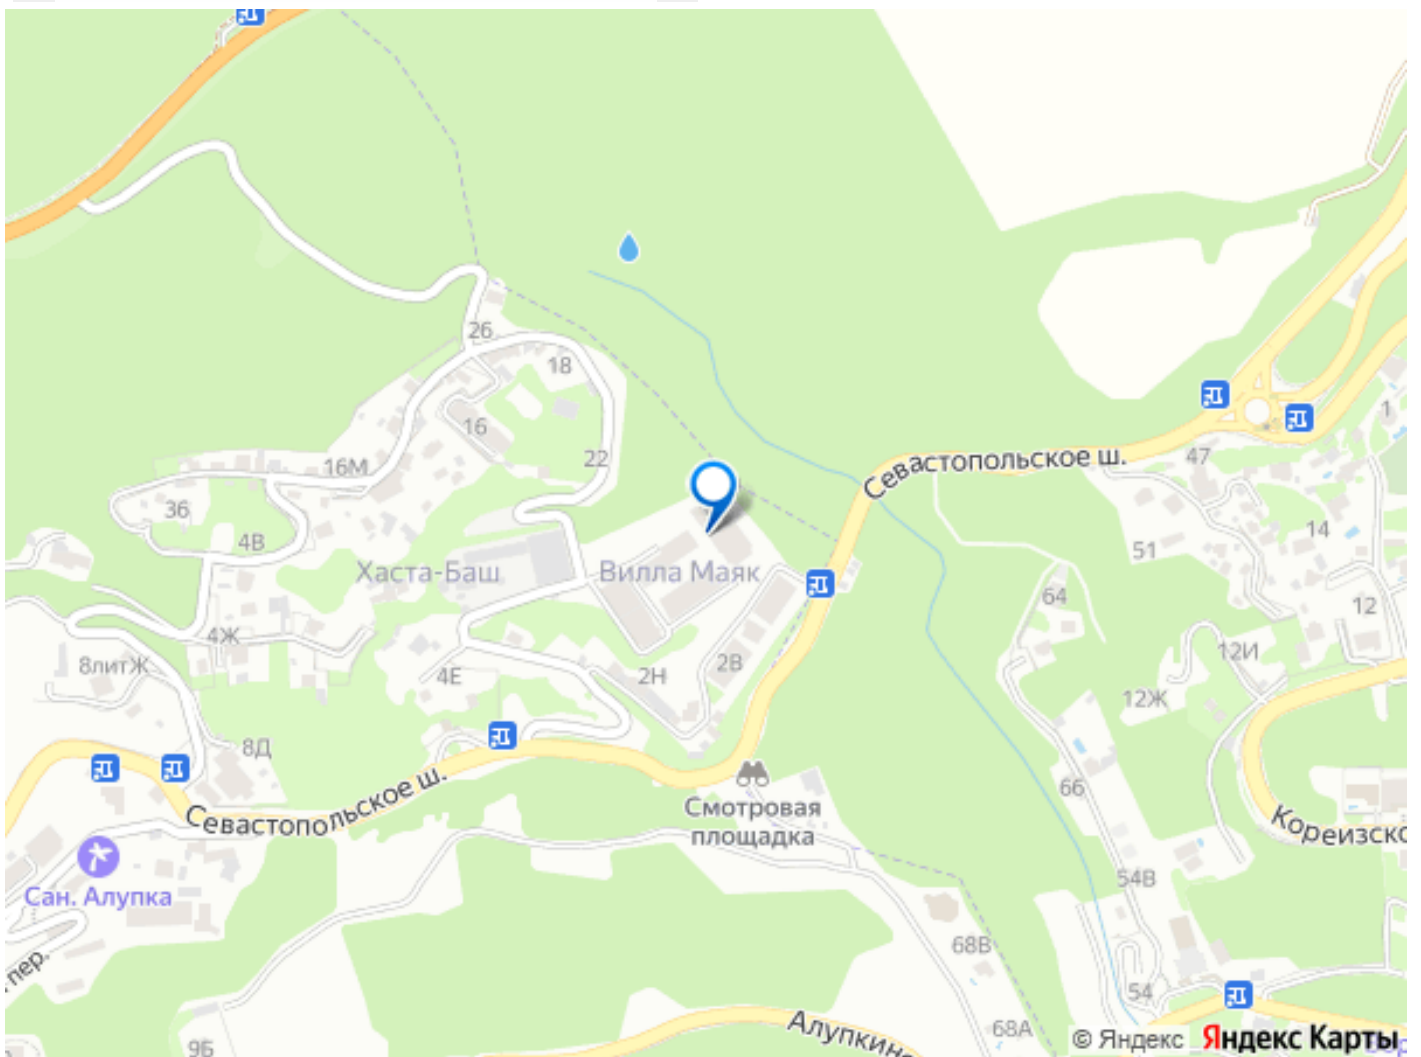 26
18
16
22
16М
36
4В
Хаста-Баш
Вилла Маяк
4Ж
8литЖ
4Е
2Н
2В
8Д
Севастопольское ш.
47
1
14
51
64
12
12И
12Ж
66
Севастопольское ш.
Смотровая
площадка
Кореизско
Сан. Алупка
54В
пер.
68В
54
68А
9Б
Алупкинс
© Яндекс Яндекс Карты